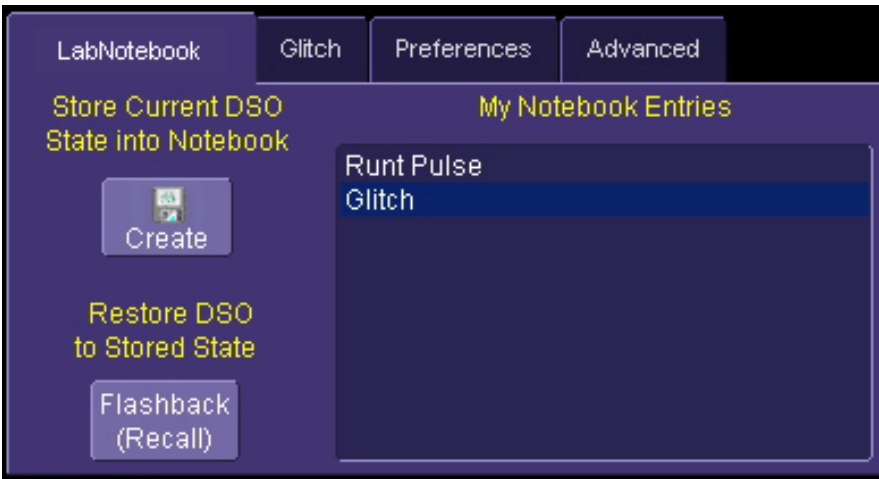 LabNotebook
Glitch
Preferences
Advanced
Store Current DSO
State into Notebook
Create
Restore DSO
to Stored State
Flashback
(Recall)
My Notebook Entries
Runt Pulse
Glitch